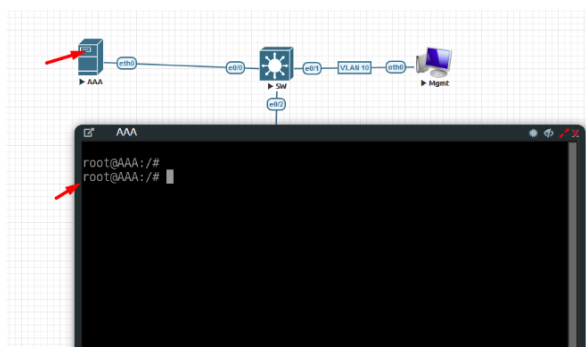 eth0
e0/0
e0/1
VLAN 10
eth0
AAA
SW
Mgmt
e0/2
AAA
root@AAA:/#
root@AAA:/#